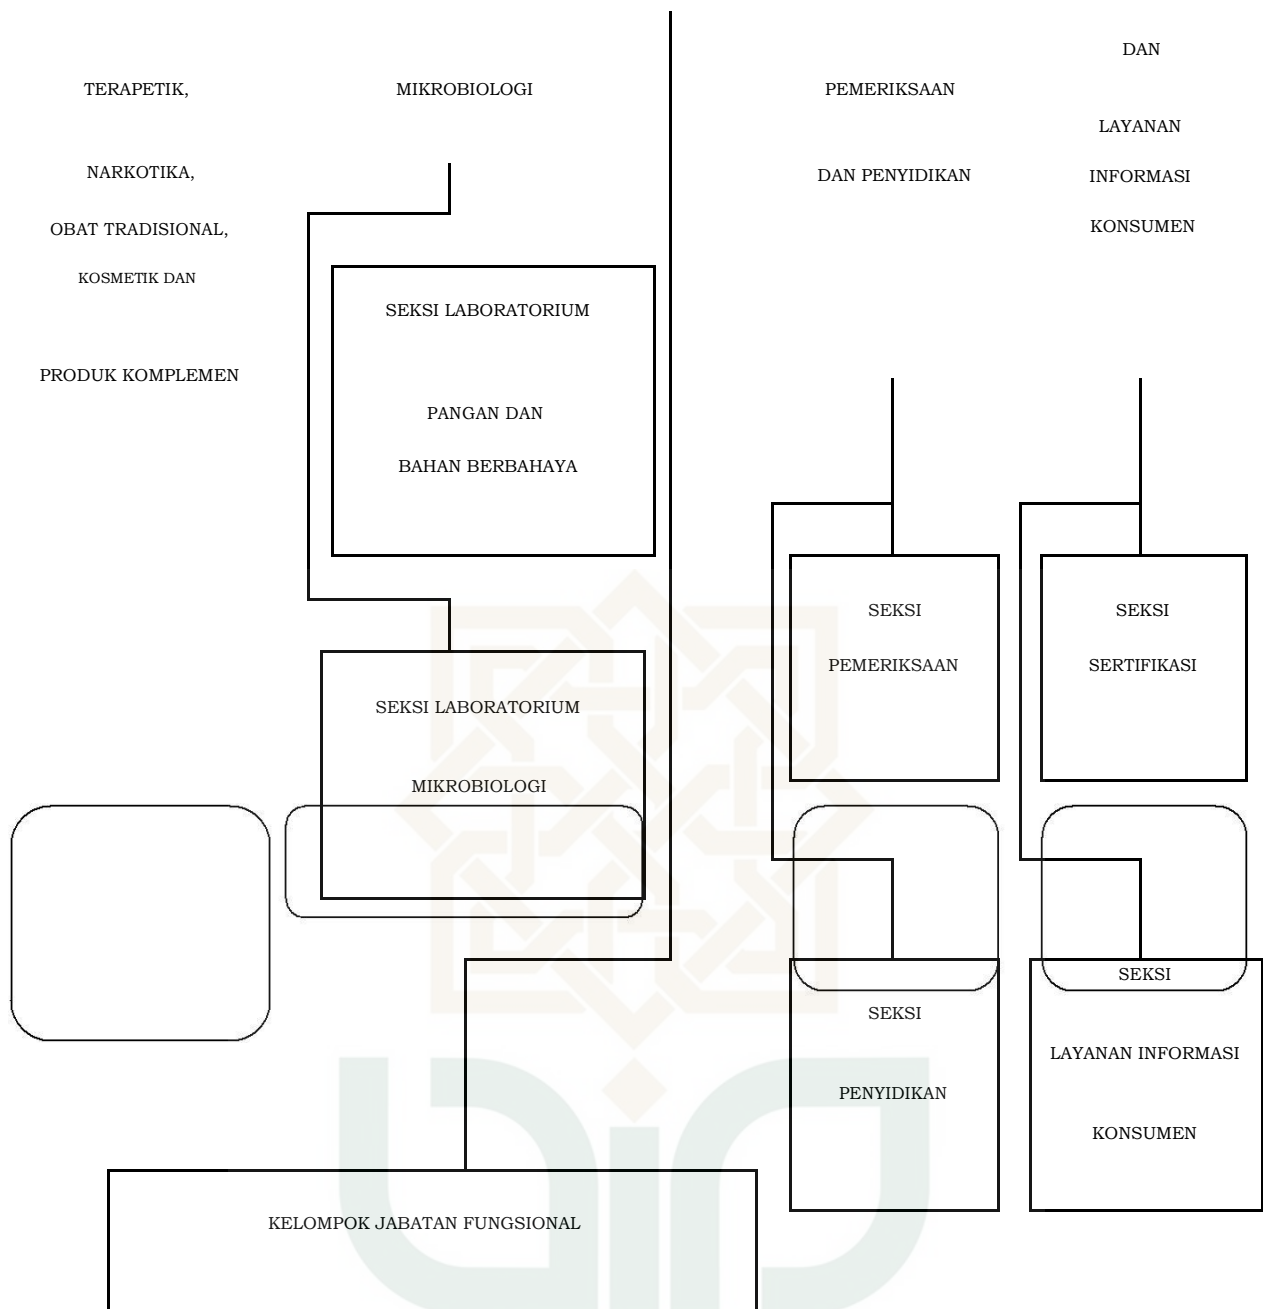 TERAPETIK,
NARKOTIKA,
OBAT TRADISIONAL,
KOSMETIK DAN
PRODUK KOMPLEMEN
MIKROBIOLOGI
SEKSI LABORATORIUM
PANGAN DAN
BAHAN BERBAHAYA
SEKSI LABORATORIUM
MIKROBIOLOGI
PEMERIKSAAN
DAN PENYIDIKAN
DAN
LAYANAN
INFORMASI
KONSUMEN
SEKSI
PEMERIKSAAN
SEKSI
SERTIFIKASI
SEKSI
PENYIDIKAN
SEKSI
LAYANAN INFORMASI
KONSUMEN
KELOMPOK JABATAN FUNGSIONAL